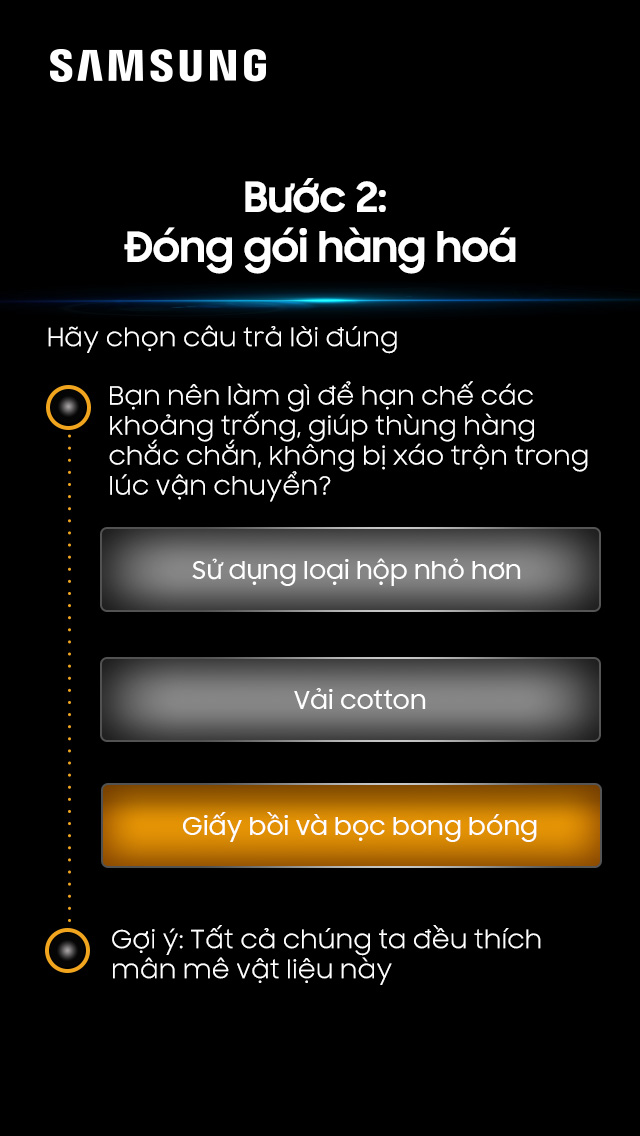 SAMSUNG
Bước 2:
Đóng gói hàng hoá
Hãy chọn câu trả lời đúng
Bạn nên làm gì để hạn chế các
khoảng trống, giúp thùng hàng
chắc chắn, không bị xáo trộn trong
lúc vận chuyển?
Sử dụng loại hộp nhỏ hơn
Vải cotton
Giấy bồi và bọc bong bóng
Gợi ý: Tất cả chúng ta đều thích
mân mê vật liệu này